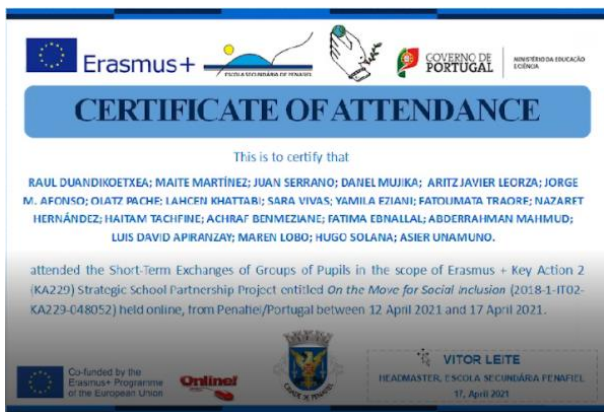 Erasmus+
ESCOLA SECUNDÁRIA DE PENAFIEL
GOVERNO DE
PORTUGAL
MINISTÉRIO DA EDUCAÇÃO
E CIÊNCIA
CERTIFICATE OF ATTENDANCE
This is to certify that
RAUL DUANDIKOETXEA; MAITE MARTÍNEZ; JUAN SERRANO; DANEL MUJIKA; ARITZ JAVIER LEORZA; JORGE
M. AFONSO; OLATZ PACHE; LAHCEN KHATTABI; SARA VIVAS; YAMILA EZIANI; FATOUMATA TRAORE; NAZARET
HERNÁNDEZ; HAITAM TACHFINE; ACHRAF BENMEZIANE; FATIMA EBNALLAL; ABDERRAHMAN MAHMUD;
LUIS DAVID APIRANZAY; MAREN LOBO; HUGO SOLANA; ASIER UNAMUNO.
attended the Short-Term Exchanges of Groups of Pupils in the scope of Erasmus + Key Action 2
(KA229) Strategic School Partnership Project entitled On the Move for Social Inclusion (2018-1-IT02-
KA229-048052) held online, from Penafiel/Portugal between 12 April 2021 and 17 April 2021.
Co-funded by the
Erasmus+ Programme
of the European Union
Online!
CIDADE DE PENAFIEL
VITOR LEITE
HEADMASTER, ESCOLA SECUNDÁRIA PENAFIEL
17, April 2021